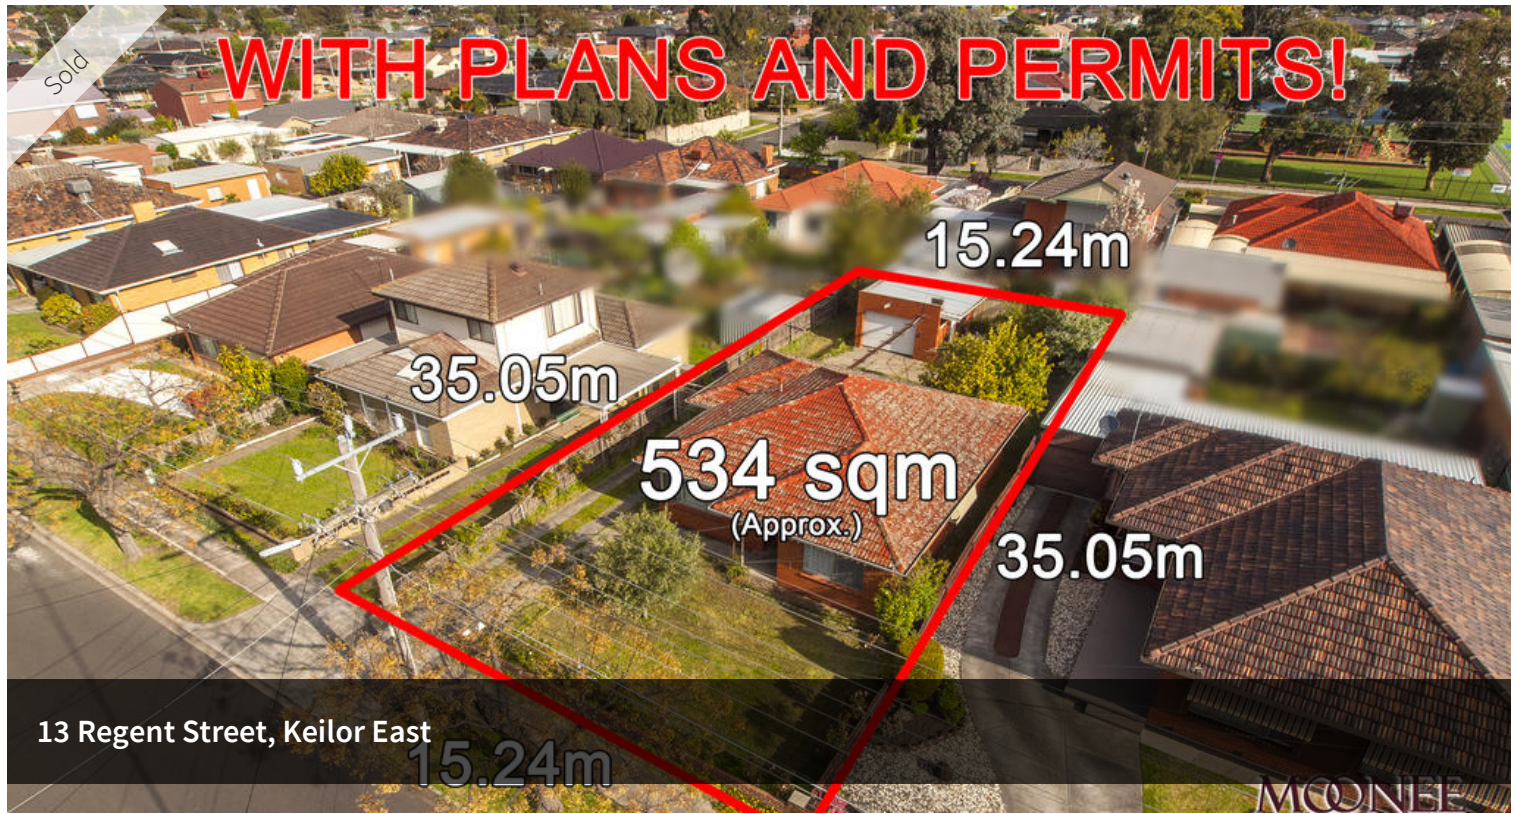 Sold
WITH PLANS AND PERMITS!
15.24m
35.05m
534 sqm
(Approx.)
35.05m
13 Regent Street, Keilor East
15.24m
MOONEE